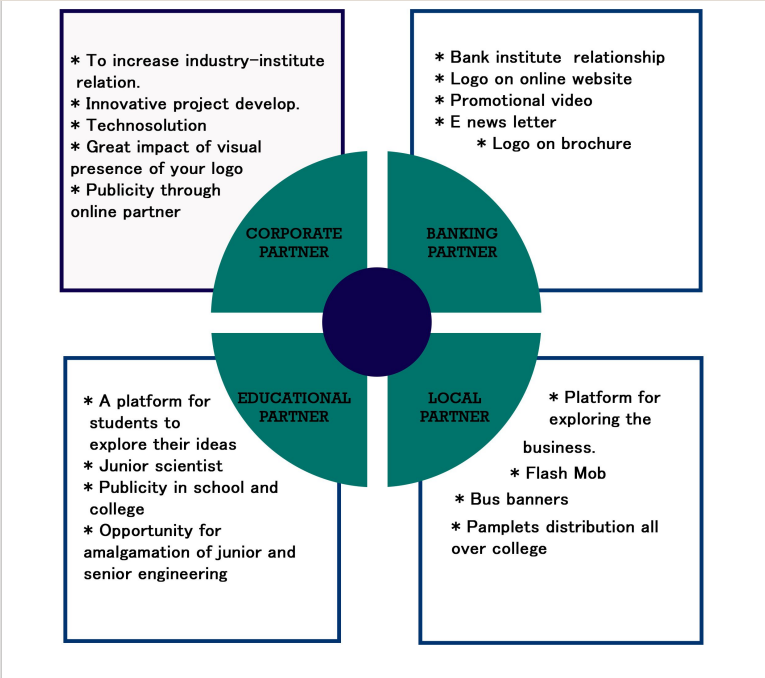 * To increase industry-institute
relation.
* Innovative project develop.
* Technosolution
* Great impact of visual
presence of your logo
* Publicity through
online partner
CORPORATE
PARTNER
* Bank institute relationship
* Logo on online website
* Promotional video
* E news letter
* Logo on brochure
BANKING
PARTNER
* A platform for
students to
explore their ideas
* Junior scientist
* Publicity in school and
college
* Opportunity for
amalgamation of junior and
senior engineering
EDUCATIONAL
PARTNER
LOCAL
PARTNER
* Platform for
exploring the
business.
* Flash Mob
* Bus banners
* Pamplets distribution all
over college